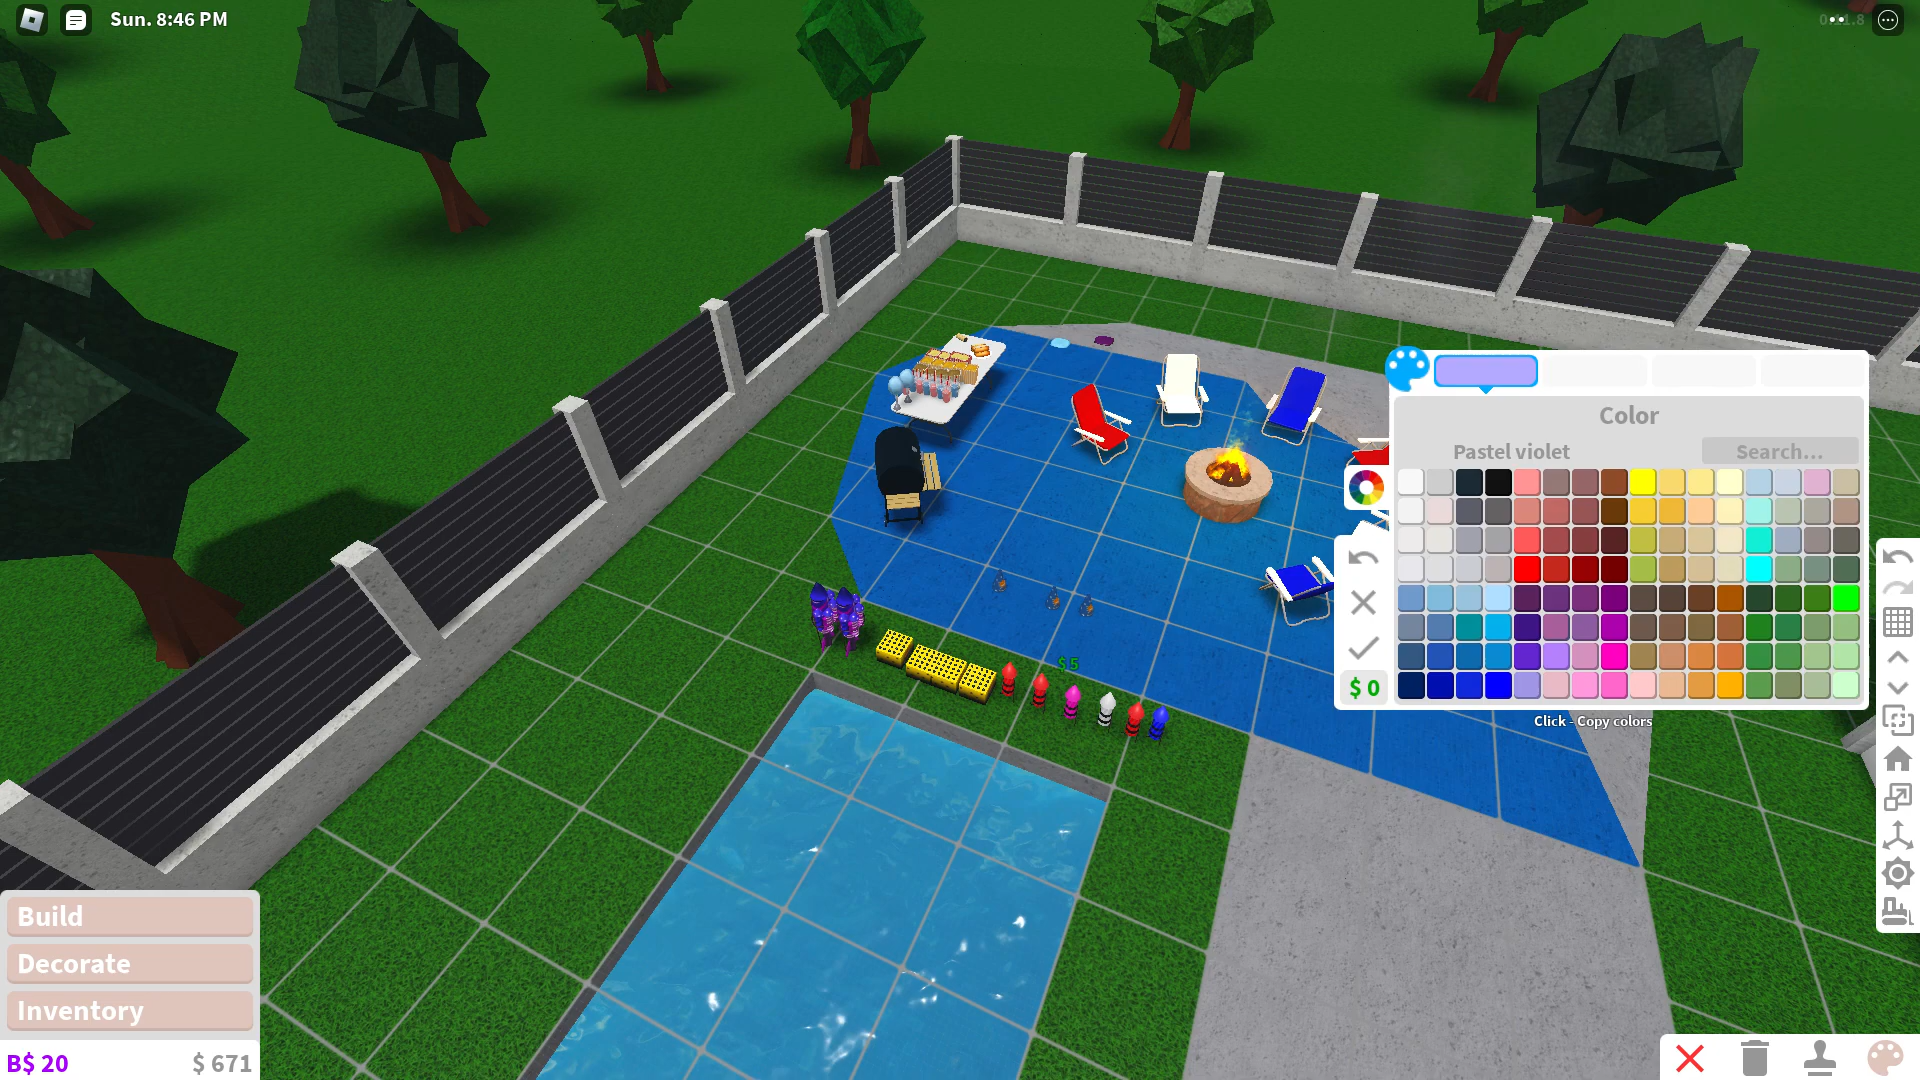 Sun. 8:46 PM
Color
Pastel violet
Search...
$ 0
Click - Copy colors
$ 5
Build
Decorate
Inventory
B$ 20
$ 671